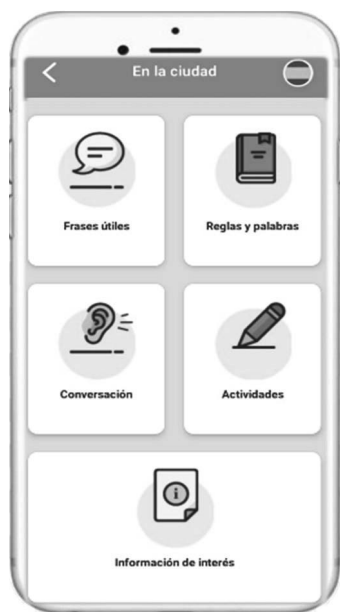 En la ciudad
Frases útiles
Reglas y palabras
Conversación
Actividades
Información de interés